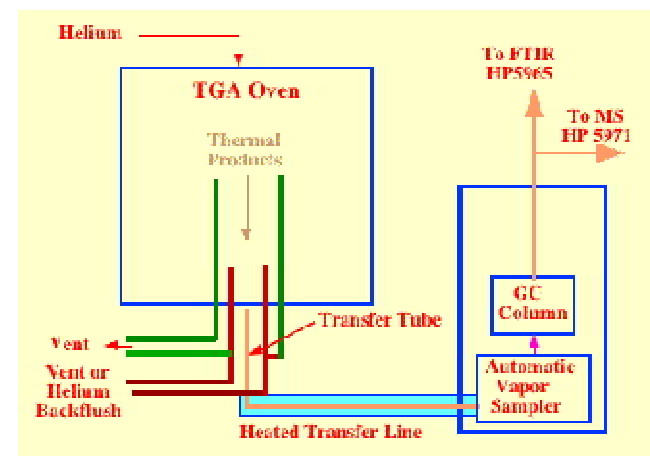 Helium
TGA Oven
Thermal
Products
To FTIR
HP5965
To MS
HP 5971
GC
Column
Transfer Tube
Vent
Vent or
Helium
Backflush
Automatic
Vapor
Sampler
Heated Transfer Line